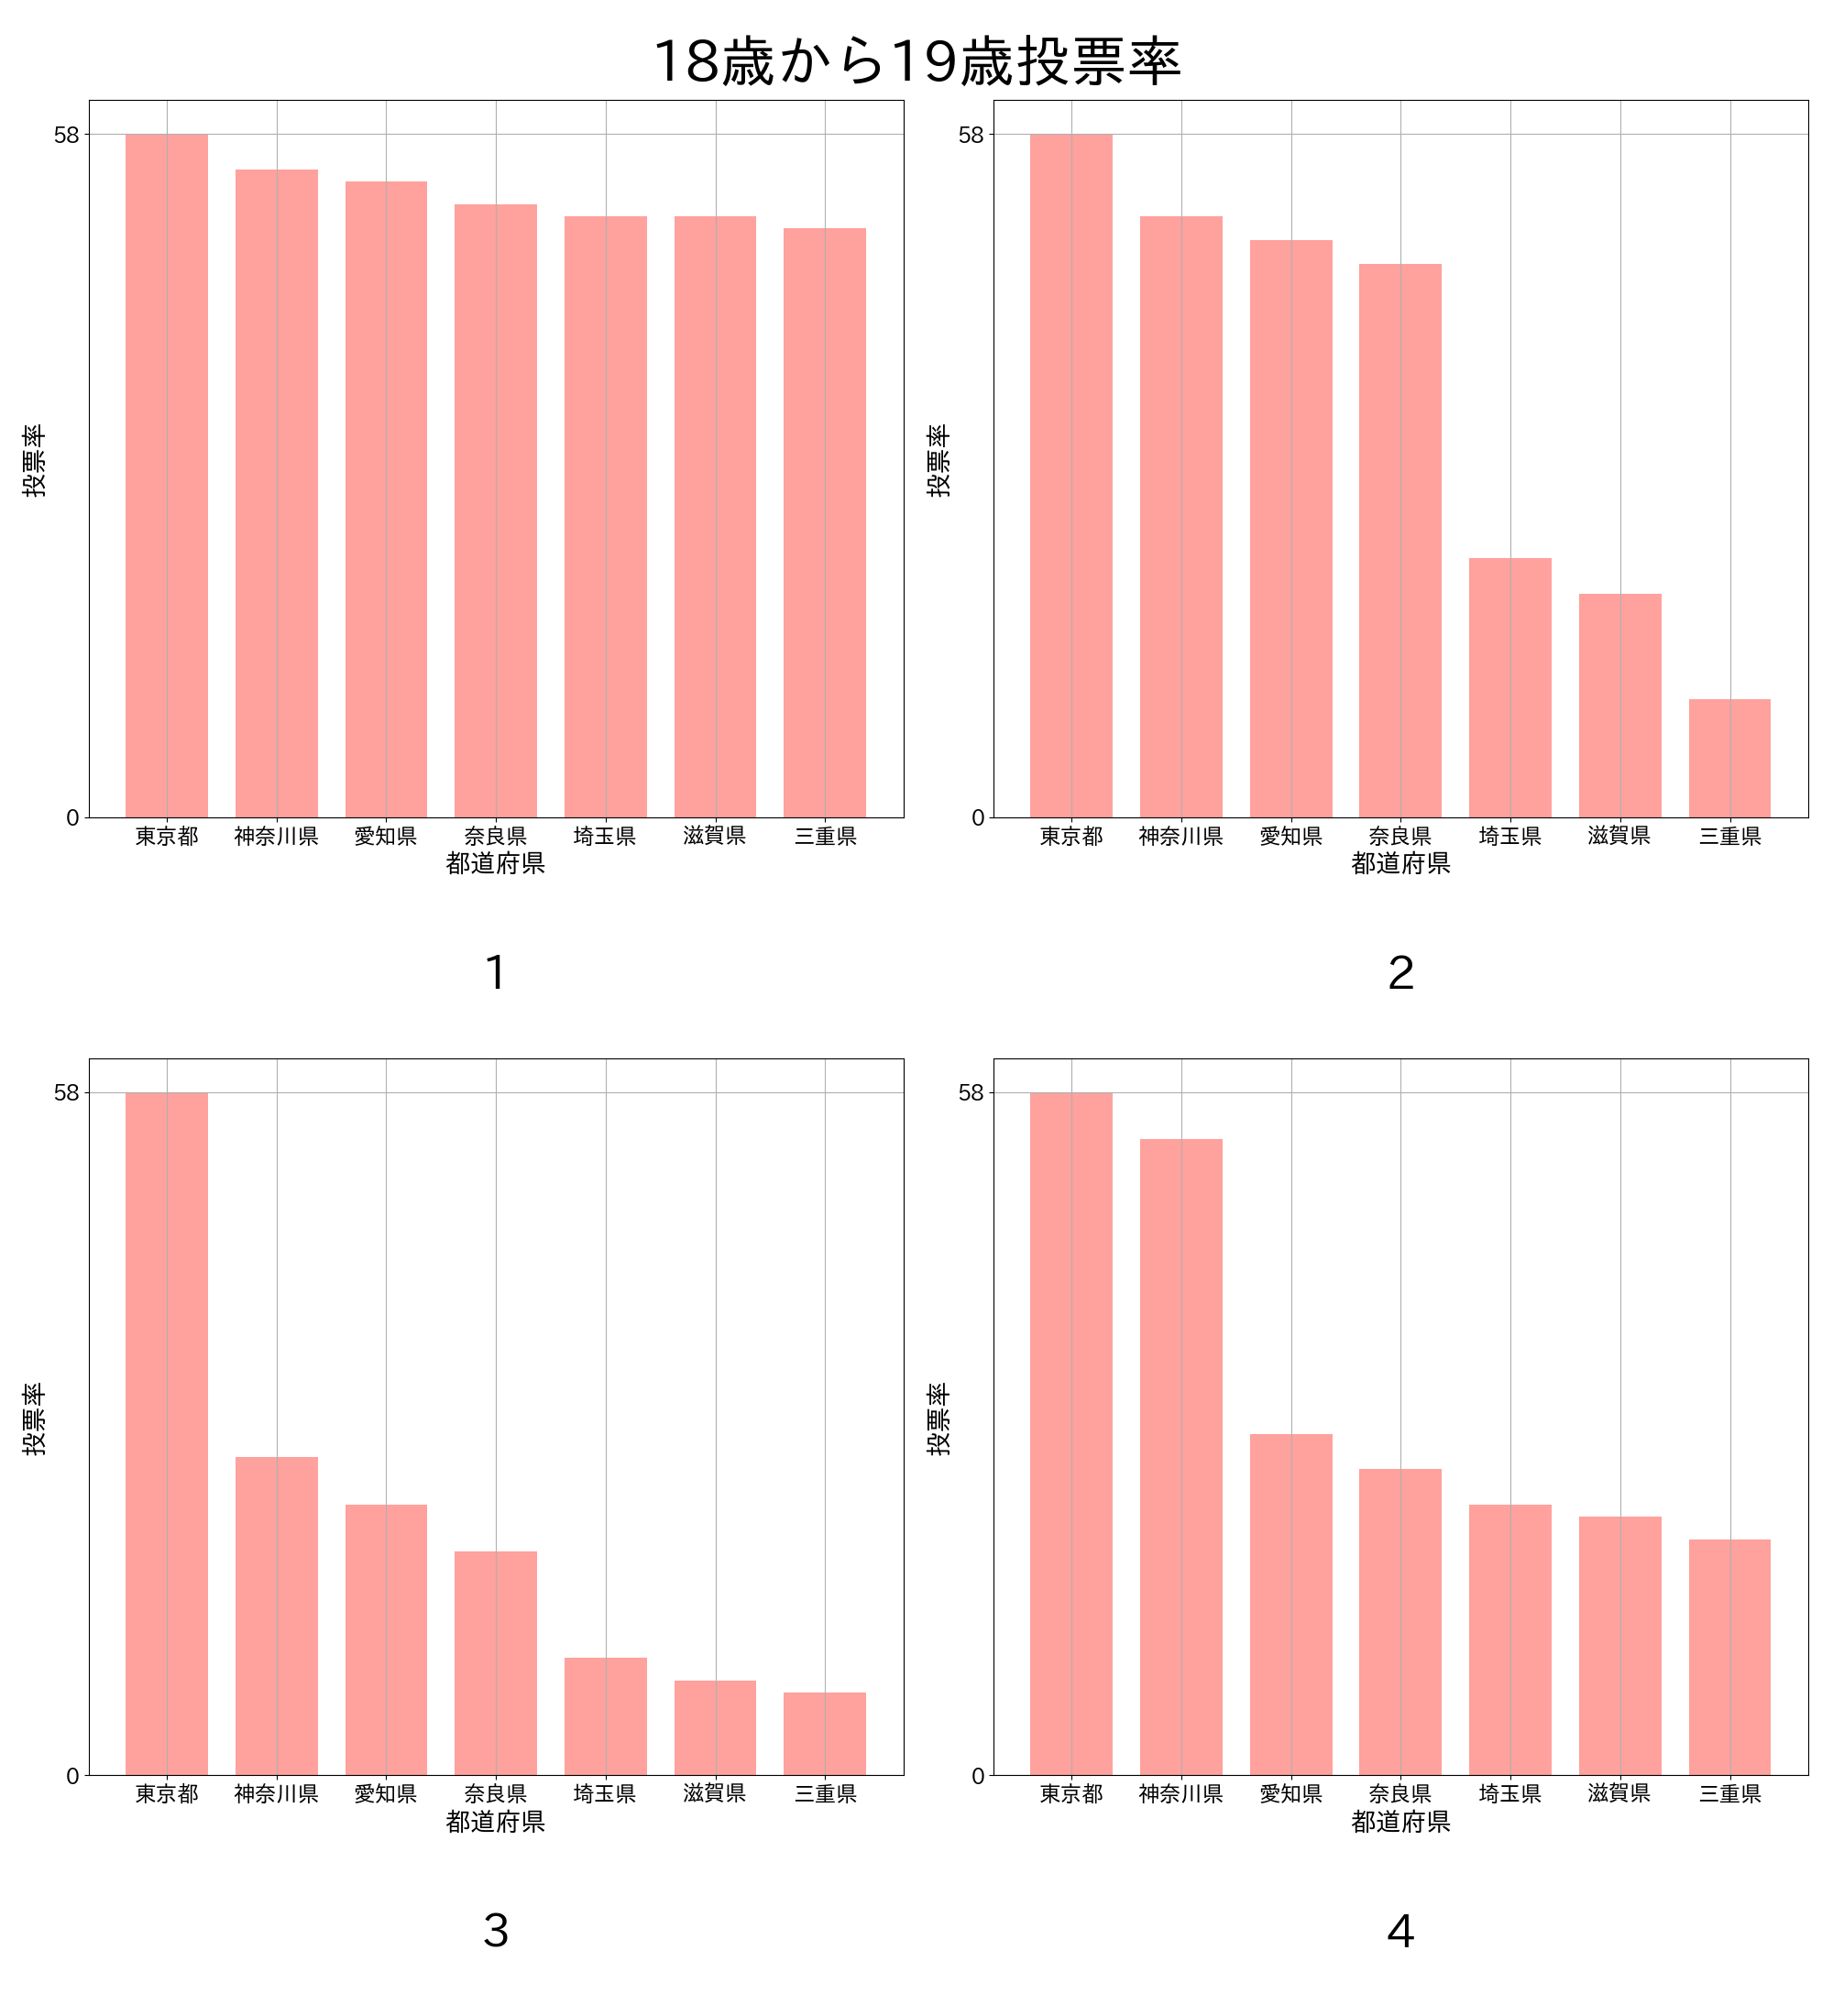 18歳から19歳投票率
58
0
投票率
東京都 神奈川県 愛知県 奈良県 埼玉県 滋賀県 三重県
都道府県
1
58
0
投票率
東京都 神奈川県 愛知県 奈良県 埼玉県 滋賀県 三重県
都道府県
2
58
0
投票率
東京都 神奈川県 愛知県 奈良県 埼玉県 滋賀県 三重県
都道府県
3
58
0
投票率
東京都 神奈川県 愛知県 奈良県 埼玉県 滋賀県 三重県
都道府県
4